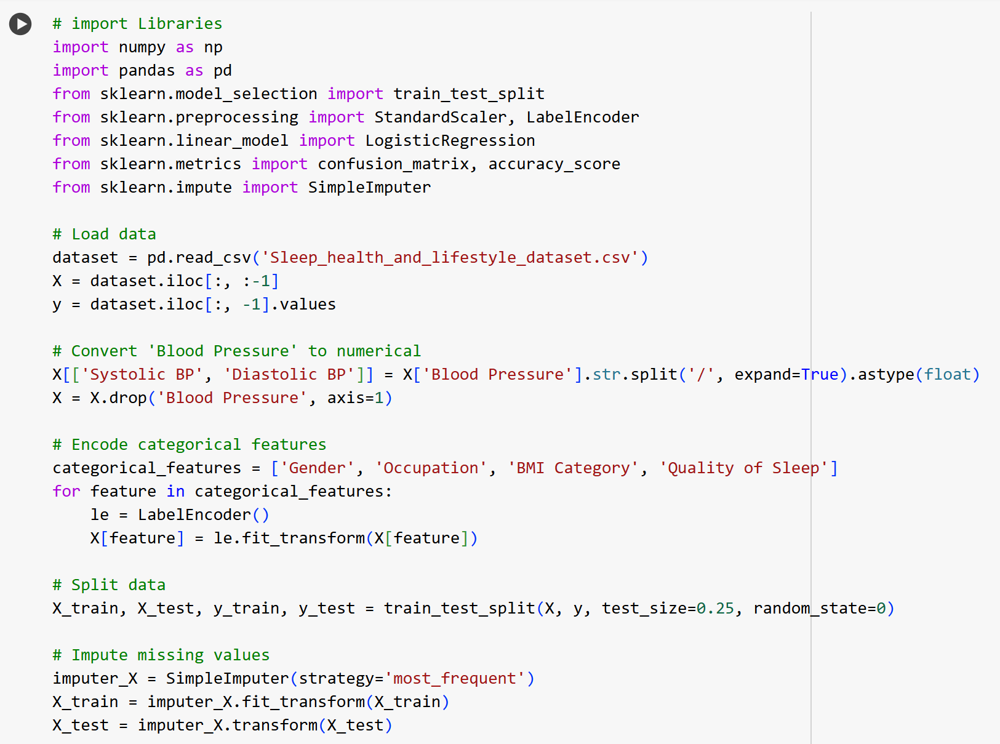 # import Libraries
import numpy as np
import pandas as pd
from sklearn.model_selection import train_test_split
from sklearn.preprocessing import StandardScaler, LabelEncoder
from sklearn.linear_model import LogisticRegression
from sklearn.metrics import confusion_matrix, accuracy_score
from sklearn.impute import SimpleImputer

# Load data
dataset = pd.read_csv('Sleep_health_and_lifestyle_dataset.csv')
X = dataset.iloc[:, :-1]
y = dataset.iloc[:, -1].values

# Convert 'Blood Pressure' to numerical
X[['Systolic BP', 'Diastolic BP']] = X['Blood Pressure'].str.split('/', expand=True).astype(float)
X = X.drop('Blood Pressure', axis=1)

# Encode categorical features
categorical_features = ['Gender', 'Occupation', 'BMI Category', 'Quality of Sleep']
for feature in categorical_features:
    le = LabelEncoder()
    X[feature] = le.fit_transform(X[feature])

# Split data
X_train, X_test, y_train, y_test = train_test_split(X, y, test_size=0.25, random_state=0)

# Impute missing values
imputer_X = SimpleImputer(strategy='most_frequent')
X_train = imputer_X.fit_transform(X_train)
X_test = imputer_X.transform(X_test)